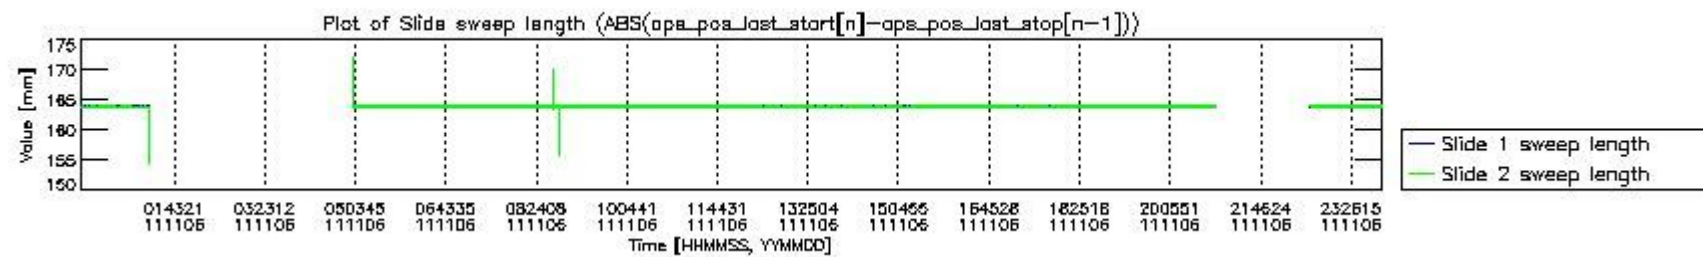 Plot of Slide sweep length (ABS(aps_pos_last_start[n]-aps_pos_last_stop[n-1]))
175
170
165
160
155
150
Value [mm]
014321 032312 050345 064335 082408 100441 114431 132504 150455 164528 182518 200551 214624 232615
111106 111106 111106 111106 111106 111106 111106 111106 111106 111106 111106 111106 111106 111106
Time [HHMMSS, YYMMDD]
Slide 1 sweep length
Slide 2 sweep length